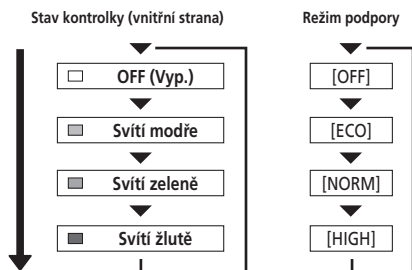 Stav kontrolky (vnitřní strana) Režim podpory
OFF (Vyp.) [OFF]
Svítí modře [ECO]
Svítí zeleně [NORM]
Svítí žlutě [HIGH]